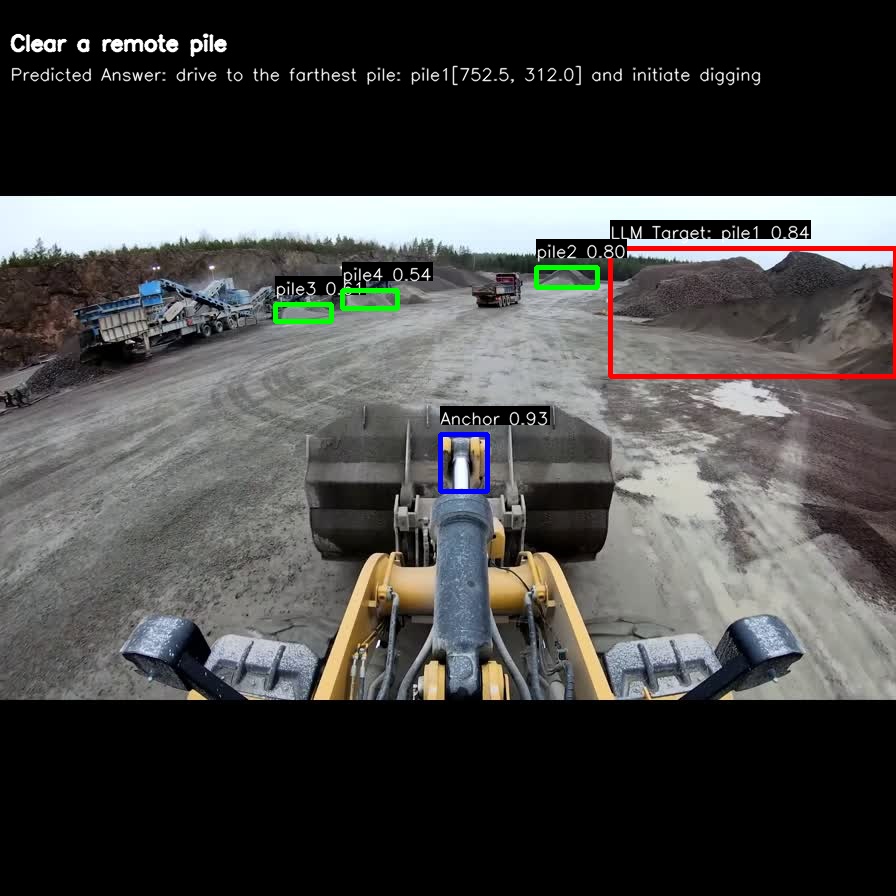 Clear a remote pile
Predicted Answer: drive to the farthest pile: pile1[752.5, 312.0] and initiate digging
LLM Target: pile1 0.84
pile2 0.80
pile4 0.54
pile3 0.61
Anchor 0.93